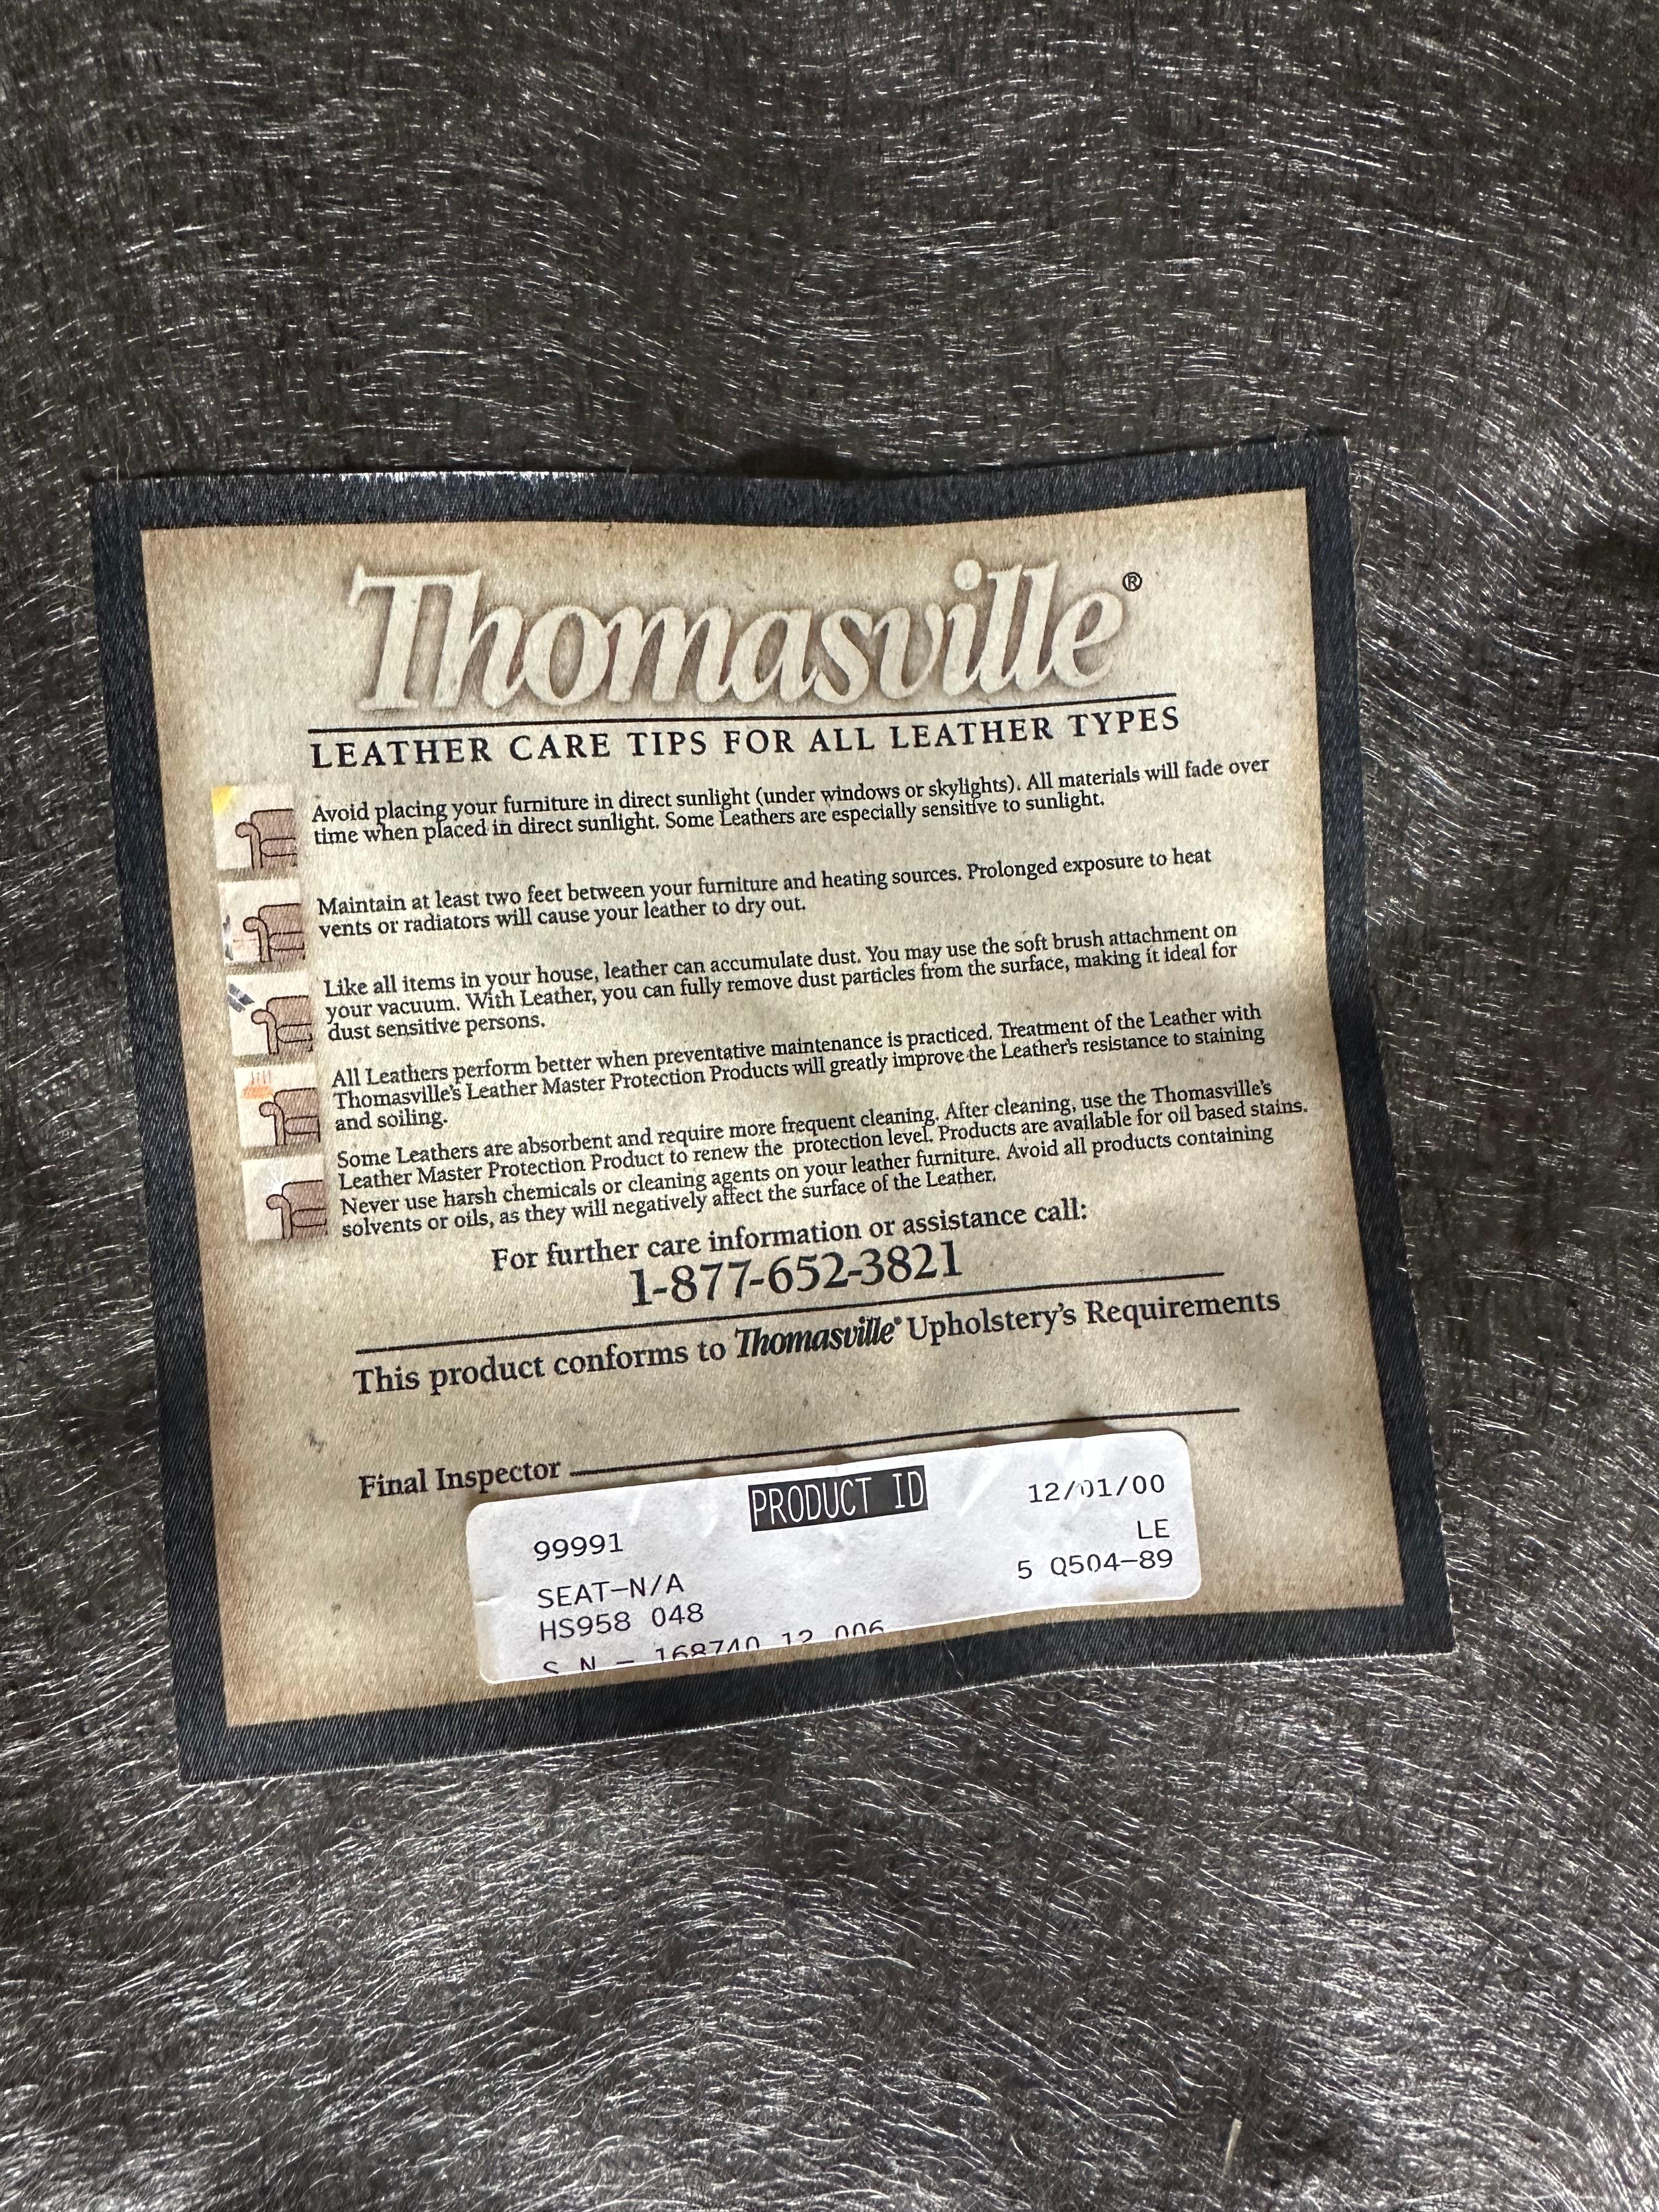 Thomasville®
LEATHER CARE TIPS FOR ALL LEATHER TYPES
Avoid placing your furniture in direct sunlight (under windows or skylights). All materials will fade over
time when placed in direct sunlight. Some Leathers are especially sensitive to sunlight.
Maintain at least two feet between your furniture and heating sources. Prolonged exposure to heat
vents or radiators will cause your leather to dry out.
Like all items in your house, leather can accumulate dust. You may use the soft brush attachment on
your vacuum. With Leather, you can fully remove dust particles from the surface, making it ideal for
dust sensitive persons.
All Leathers perform better when preventative maintenance is practiced. Treatment of the Leather with
Thomasville's Leather Master Protection Products will greatly improve the Leather's resistance to staining
and soiling.
Some Leathers are absorbent and require more frequent cleaning. After cleaning, use the Thomasville's
Leather Master Protection Product to renew the protection level. Products are available for oil based stains.
Never use harsh chemicals or cleaning agents on your leather furniture. Avoid all products containing
solvents or oils, as they will negatively affect the surface of the Leather.
For further care information or assistance call:
1-877-652-3821
This product conforms to Thomasville® Upholstery's Requirements
Final Inspector
PRODUCT ID
12/01/00
99991
LE
SEAT-N/A
5 Q504-89
HS958 048
S N - 168740 12 006